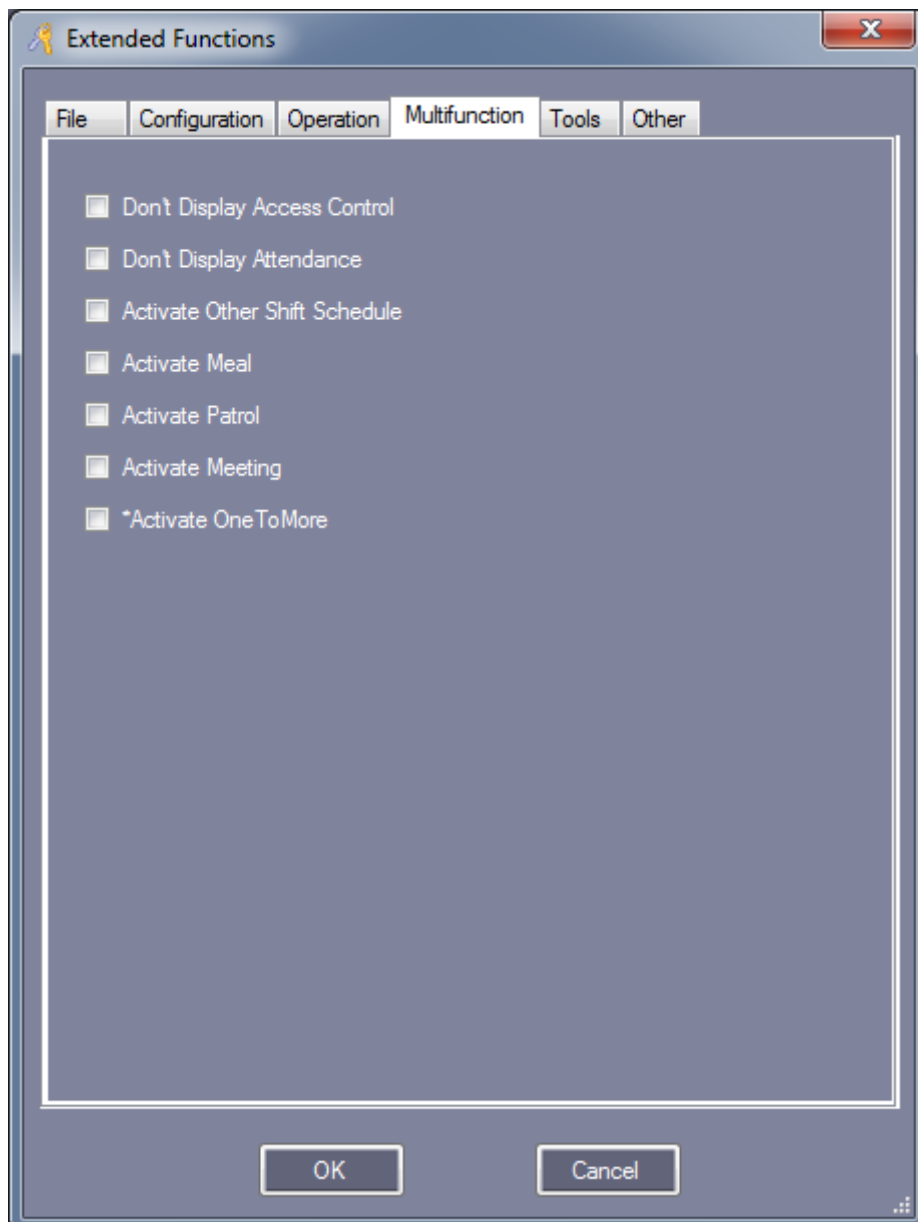 Extended Functions
File Configuration Operation Multifunction Tools Other
Don't Display Access Control
Don't Display Attendance
Activate Other Shift Schedule
Activate Meal
Activate Patrol
Activate Meeting
*Activate OneToMore
OK Cancel